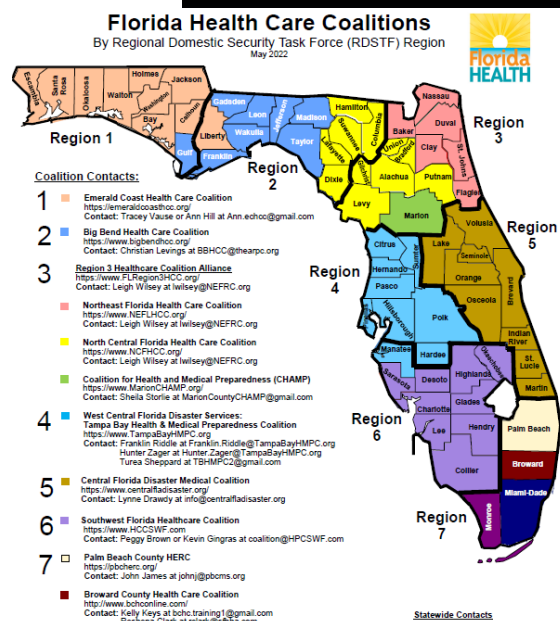 Florida Health Care Coalitions
By Regional Domestic Security Task Force (RDSTF) Region
May 2022
Florida
HEALTH
Escambia
Santa
Rosa
Okaloosa
Walton
Holmes
Washington
Bay
Jackson
Calhoun
Gulf
Liberty
Gadsden
Franklin
Leon
Wakulla
Jefferson
Madison
Taylor
Hamilton
Suwannee
Lafayette
Dixie
Columbia
Gilchrist
Levy
Baker
Union
Bradford
Alachua
Putnam
Marion
Nassau
Duval
Clay
St. Johns
Flagler
Region 1
Region
2
Region
3
Region
4
Region
5
Region
6
Region
7
Citrus
Hernando
Sumter
Pasco
Hillsborough
Polk
Manatee
Hardee
Volusia
Lake
Seminole
Orange
Osceola
Brevard
Indian
River
St.
Lucie
Martin
Okeechobee
Highlands
Sarasota
Desoto
Charlotte
Glades
Lee
Hendry
Collier
Palm Beach
Broward
Miami-Dade
Monroe
Coalition Contacts:
1 Emerald Coast Health Care Coalition
https://emeraldcoasthcc.org/
Contact: Tracey Vause or Ann Hill at Ann.echcc@gmail.com
2 Big Bend Health Care Coalition
https://www.bigbendhcc.org/
Contact: Christian Levings at BBHCC@thearpc.org
3 Region 3 Healthcare Coalition Alliance
https://www.FLRegion3HCC.org/
Contact: Leigh Wilsey at lwilsey@NEFRC.org
Northeast Florida Health Care Coalition
https://www.NEFLHCC.org/
Contact: Leigh Wilsey at lwilsey@NEFRC.org
North Central Florida Health Care Coalition
https://www.NCFHCC.org/
Contact: Leigh Wilsey at lwilsey@NEFRC.org
Coalition for Health and Medical Preparedness (CHAMP)
https://www.MarionCHAMP.org/
Contact: Sheila Storlie at MarionCountyCHAMP@gmail.com
4 West Central Florida Disaster Services:
Tampa Bay Health & Medical Preparedness Coalition
https://www.TampaBayHMPC.org
Contact: Franklin Riddle at Franklin.Riddle@TampaBayHMPC.org
Hunter Zager at Hunter.Zager@TampaBayHMPC.org
Turea Sheppard at TBHMPC2@gmail.com
5 Central Florida Disaster Medical Coalition
https://www.centralfladisaster.org/
Contact: Lynne Drawdy at info@centralfladisaster.org
6 Southwest Florida Healthcare Coalition
https://www.HCCSWF.com
Contact: Peggy Brown or Kevin Gingras at coalition@HPCSWF.com
7 Palm Beach County HERC
https://pbcherc.org/
Contact: John James at johnj@pbcms.org
Broward County Health Care Coalition
http://www.bchconline.com/
Contact: Kelly Keys at bchc.training1@gmail.com
Statewide Contacts